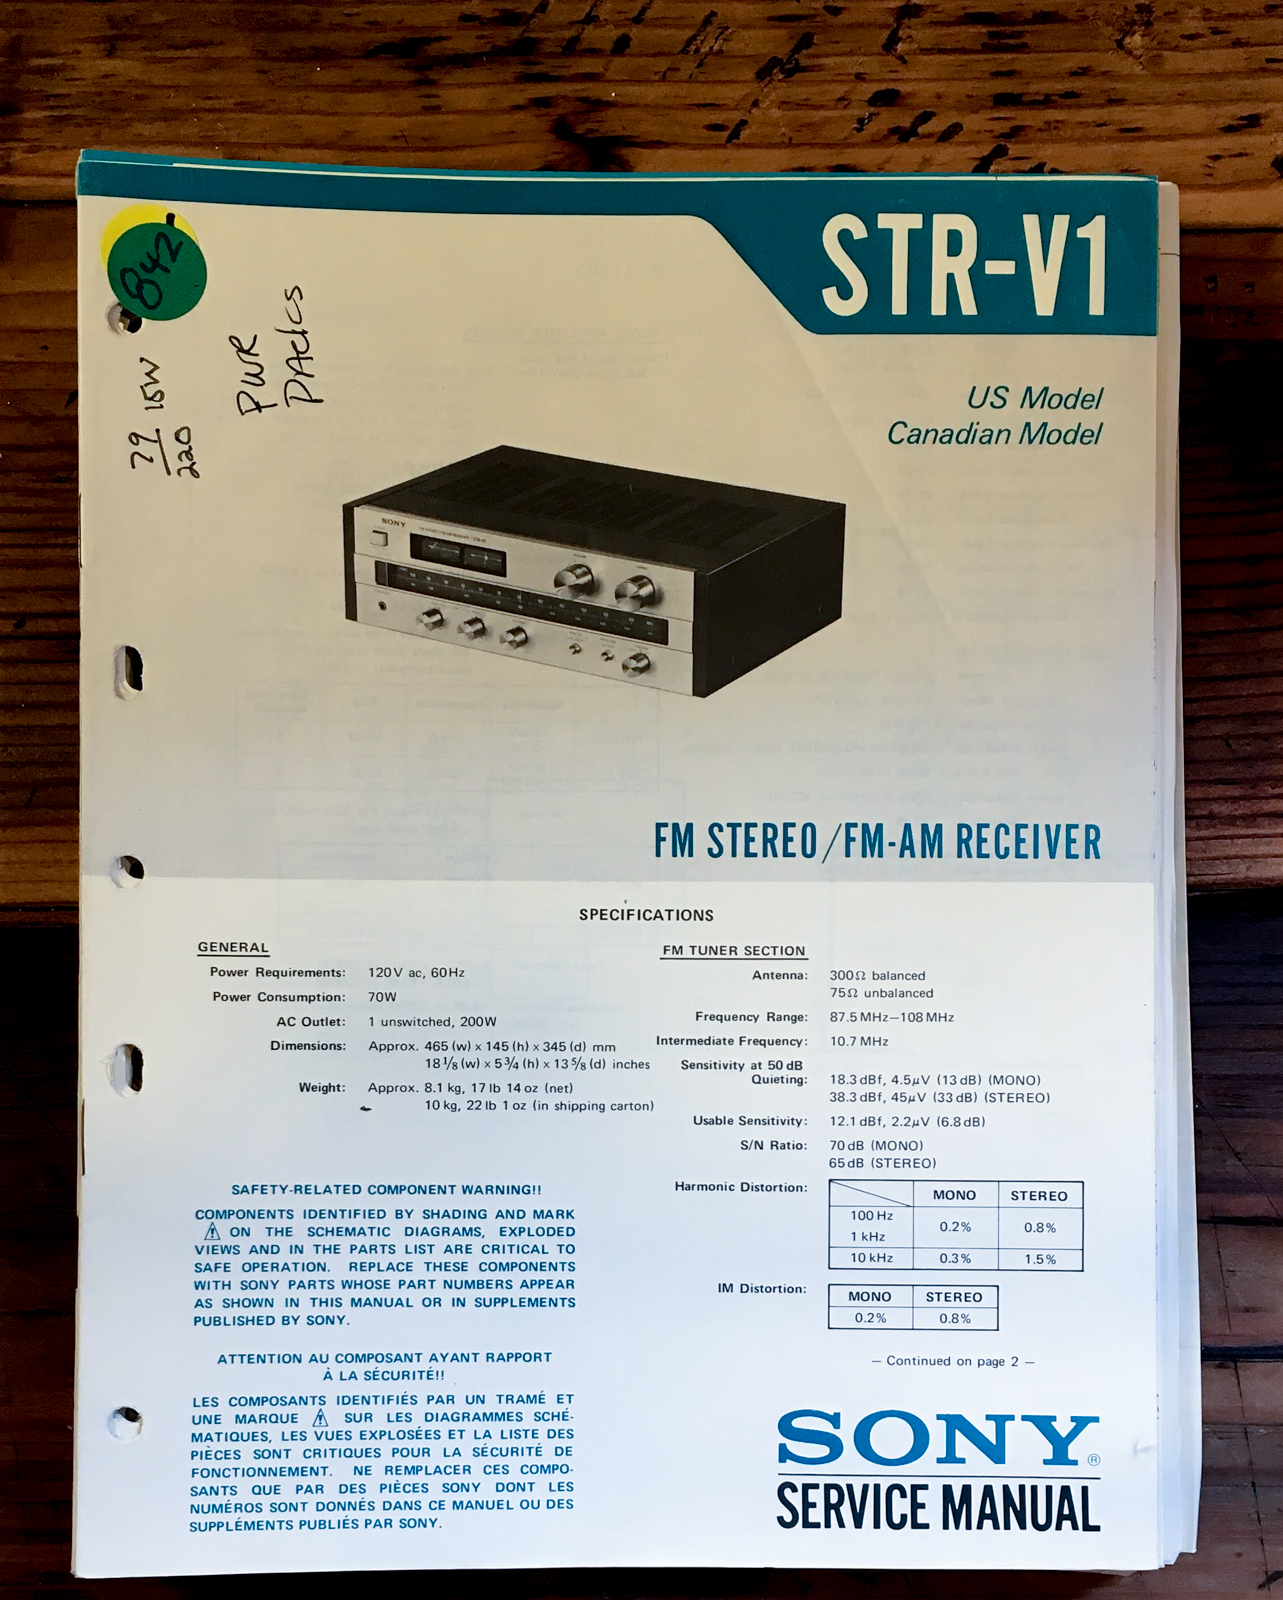 STR-V1
842
79
220
15W
PWR
PACKS
US Model
Canadian Model
SONY
FM STEREO/FM-AM RECEIVER
SPECIFICATIONS
GENERAL
Power Requirements: 120V ac, 60Hz
Power Consumption: 70W
AC Outlet: 1 unswitched, 200W
Dimensions: Approx. 465 (w) x 145 (h) x 345 (d) mm
18 1/8 (w) x 5 3/4 (h) x 13 5/8 (d) inches
Weight: Approx. 8.1 kg, 17 lb 14 oz (net)
10 kg, 22 lb 1 oz (in shipping carton)
SAFETY-RELATED COMPONENT WARNING!!
COMPONENTS IDENTIFIED BY SHADING AND MARK
⚠ ON THE SCHEMATIC DIAGRAMS, EXPLODED
VIEWS AND IN THE PARTS LIST ARE CRITICAL TO
SAFE OPERATION. REPLACE THESE COMPONENTS
WITH SONY PARTS WHOSE PART NUMBERS APPEAR
AS SHOWN IN THIS MANUAL OR IN SUPPLEMENTS
PUBLISHED BY SONY.
ATTENTION AU COMPOSANT AYANT RAPPORT
À LA SÉCURITÉ!!
LES COMPOSANTS IDENTIFIÉS PAR UN TRAMÉ ET
UNE MARQUE ⚠ SUR LES DIAGRAMMES SCHÉ-
MATIQUES, LES VUES EXPLOSÉES ET LA LISTE DES
PIÈCES SONT CRITIQUES POUR LA SÉCURITÉ DE
FONCTIONNEMENT. NE REMPLACER CES COMPO-
SANTS QUE PAR DES PIÈCES SONY DONT LES
NUMÉROS SONT DONNÉS DANS CE MANUEL OU DES
SUPPLÉMENTS PUBLIÉS PAR SONY.
FM TUNER SECTION
Antenna: 300Ω balanced
75Ω unbalanced
Frequency Range: 87.5 MHz–108 MHz
Intermediate Frequency: 10.7 MHz
Sensitivity at 50 dB
Quieting: 18.3 dBf, 4.5μV (13 dB) (MONO)
38.3 dBf, 45μV (33 dB) (STEREO)
Usable Sensitivity: 12.1 dBf, 2.2μV (6.8 dB)
S/N Ratio: 70 dB (MONO)
65 dB (STEREO)
Harmonic Distortion:
MONO STEREO
100 Hz
1 kHz 0.2% 0.8%
10 kHz 0.3% 1.5%
IM Distortion:
MONO STEREO
0.2% 0.8%
— Continued on page 2 —
SONY®
SERVICE MANUAL